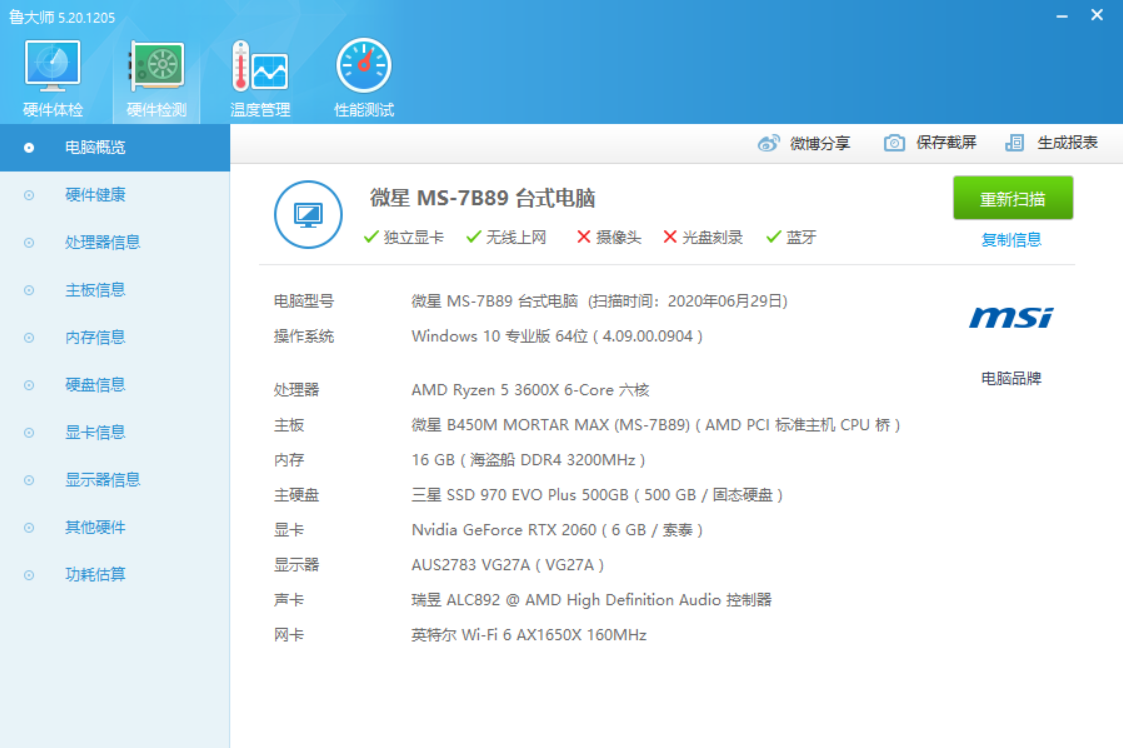 鲁大师 5.20.1205
硬件体检 硬件检测 温度管理 性能测试
电脑概览
硬件健康
处理器信息
主板信息
内存信息
硬盘信息
显卡信息
显示器信息
其他硬件
功耗估算
微博分享 保存截屏 生成报表
微星 MS-7B89 台式电脑
独立显卡 无线上网 摄像头 光盘刻录 蓝牙
重新扫描
复制信息
电脑型号 微星 MS-7B89 台式电脑 (扫描时间：2020年06月29日)
操作系统 Windows 10 专业版 64位 ( 4.09.00.0904 )
处理器 AMD Ryzen 5 3600X 6-Core 六核
主板 微星 B450M MORTAR MAX (MS-7B89) ( AMD PCI 标准主机 CPU 桥 )
内存 16 GB ( 海盗船 DDR4 3200MHz )
主硬盘 三星 SSD 970 EVO Plus 500GB ( 500 GB / 固态硬盘 )
显卡 Nvidia GeForce RTX 2060 ( 6 GB / 索泰 )
显示器 AUS2783 VG27A ( VG27A )
声卡 瑞昱 ALC892 @ AMD High Definition Audio 控制器
网卡 英特尔 Wi-Fi 6 AX1650X 160MHz
msi
电脑品牌